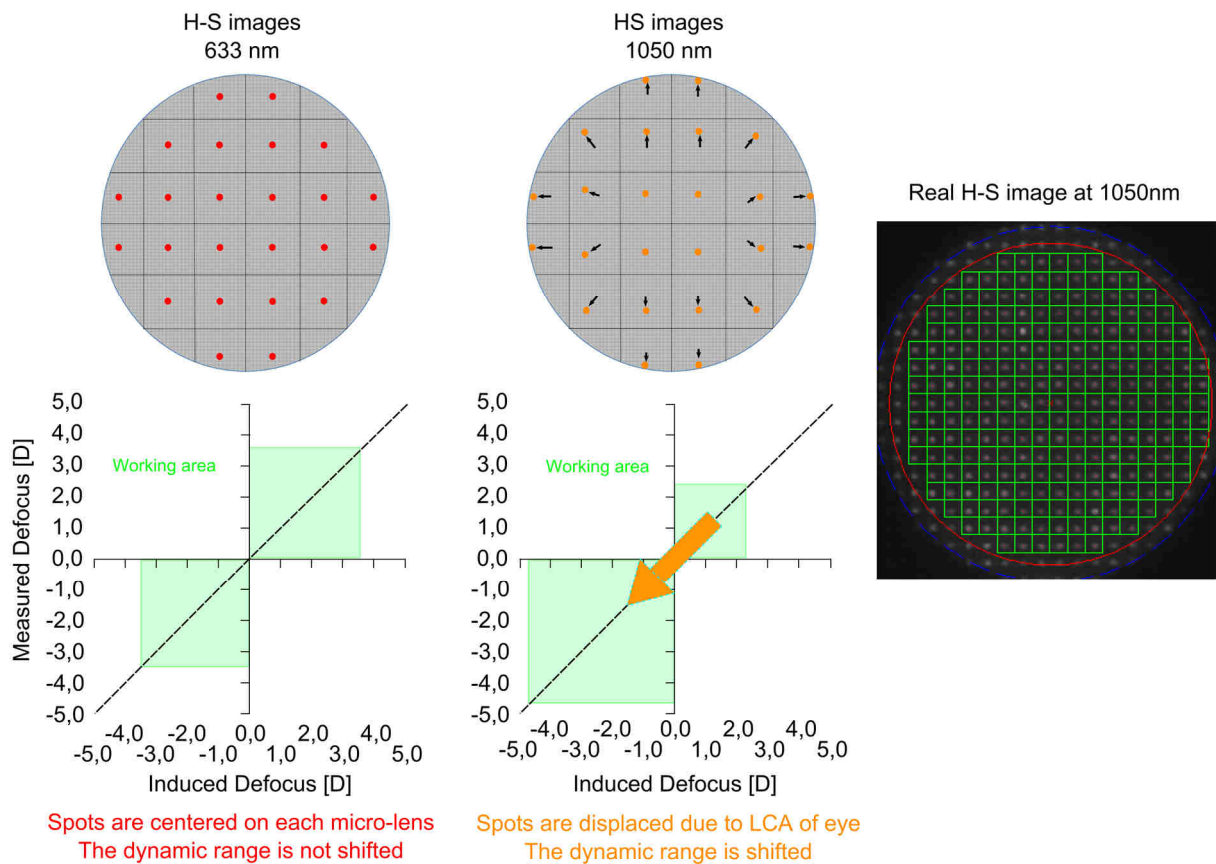 H-S images
633 nm
HS images
1050 nm
Real H-S image at 1050nm
Measured Defocus [D]
5,0
4,0
3,0
2,0
1,0
0,0
-1,0
-2,0
-3,0
-4,0
-5,0
Working area
-4,0 -2,0 0,0 2,0 4,0
-5,0 -3,0 -1,0 1,0 3,0 5,0
Induced Defocus [D]
5,0
4,0
3,0
2,0
1,0
0,0
-1,0
-2,0
-3,0
-4,0
-5,0
Working area
-4,0 -2,0 0,0 2,0 4,0
-5,0 -3,0 -1,0 1,0 3,0 5,0
Induced Defocus [D]
Spots are centered on each micro-lens
The dynamic range is not shifted
Spots are displaced due to LCA of eye
The dynamic range is shifted